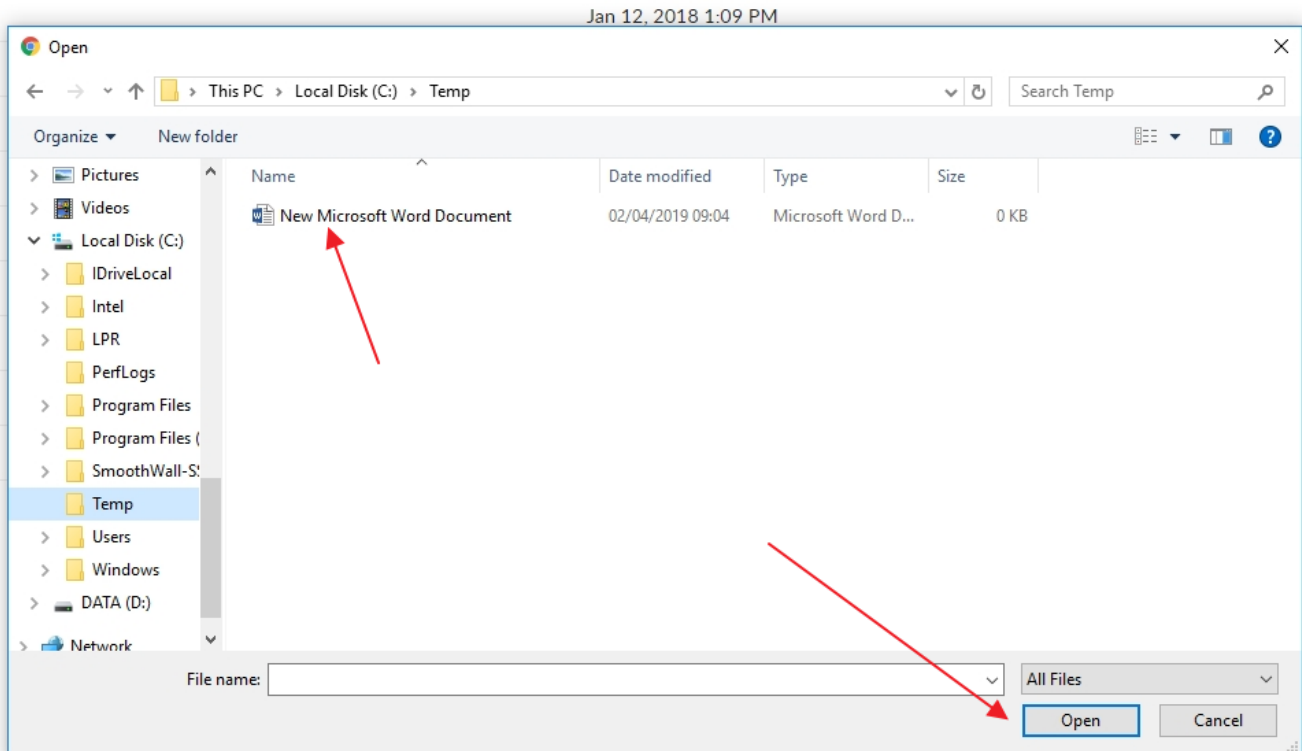 Jan 12, 2018 1:09 PM
Open
This PC > Local Disk (C:) > Temp
Search Temp
Organize
New folder
Name
Date modified
Type
Size
New Microsoft Word Document
02/04/2019 09:04
Microsoft Word D...
0 KB
Pictures
Videos
Local Disk (C:)
IDriveLocal
Intel
LPR
PerfLogs
Program Files
Program Files (
SmoothWall-S
Temp
Users
Windows
DATA (D:)
Network
File name:
All Files
Open
Cancel